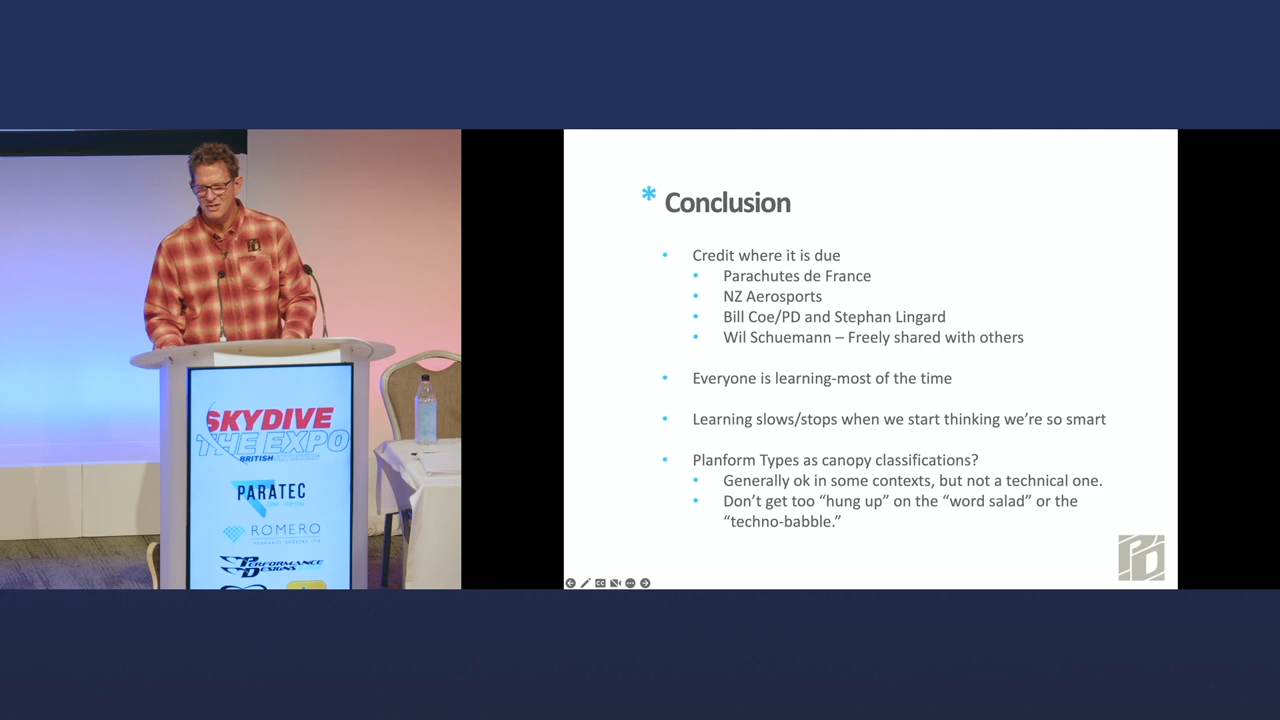 * Conclusion
• Credit where it is due
• Parachutes de France
• NZ Aerosports
• Bill Coe/PD and Stephan Lingard
• Wil Schuemann – Freely shared with others
• Everyone is learning-most of the time
• Learning slows/stops when we start thinking we’re so smart
• Planform Types as canopy classifications?
• Generally ok in some contexts, but not a technical one.
• Don’t get too “hung up” on the “word salad” or the
“techno-babble.”
PD
SKYDIVE
THE EXPO
BRITISH
PARATEC
ROMERO
PERFORMANCE
DESIGNS